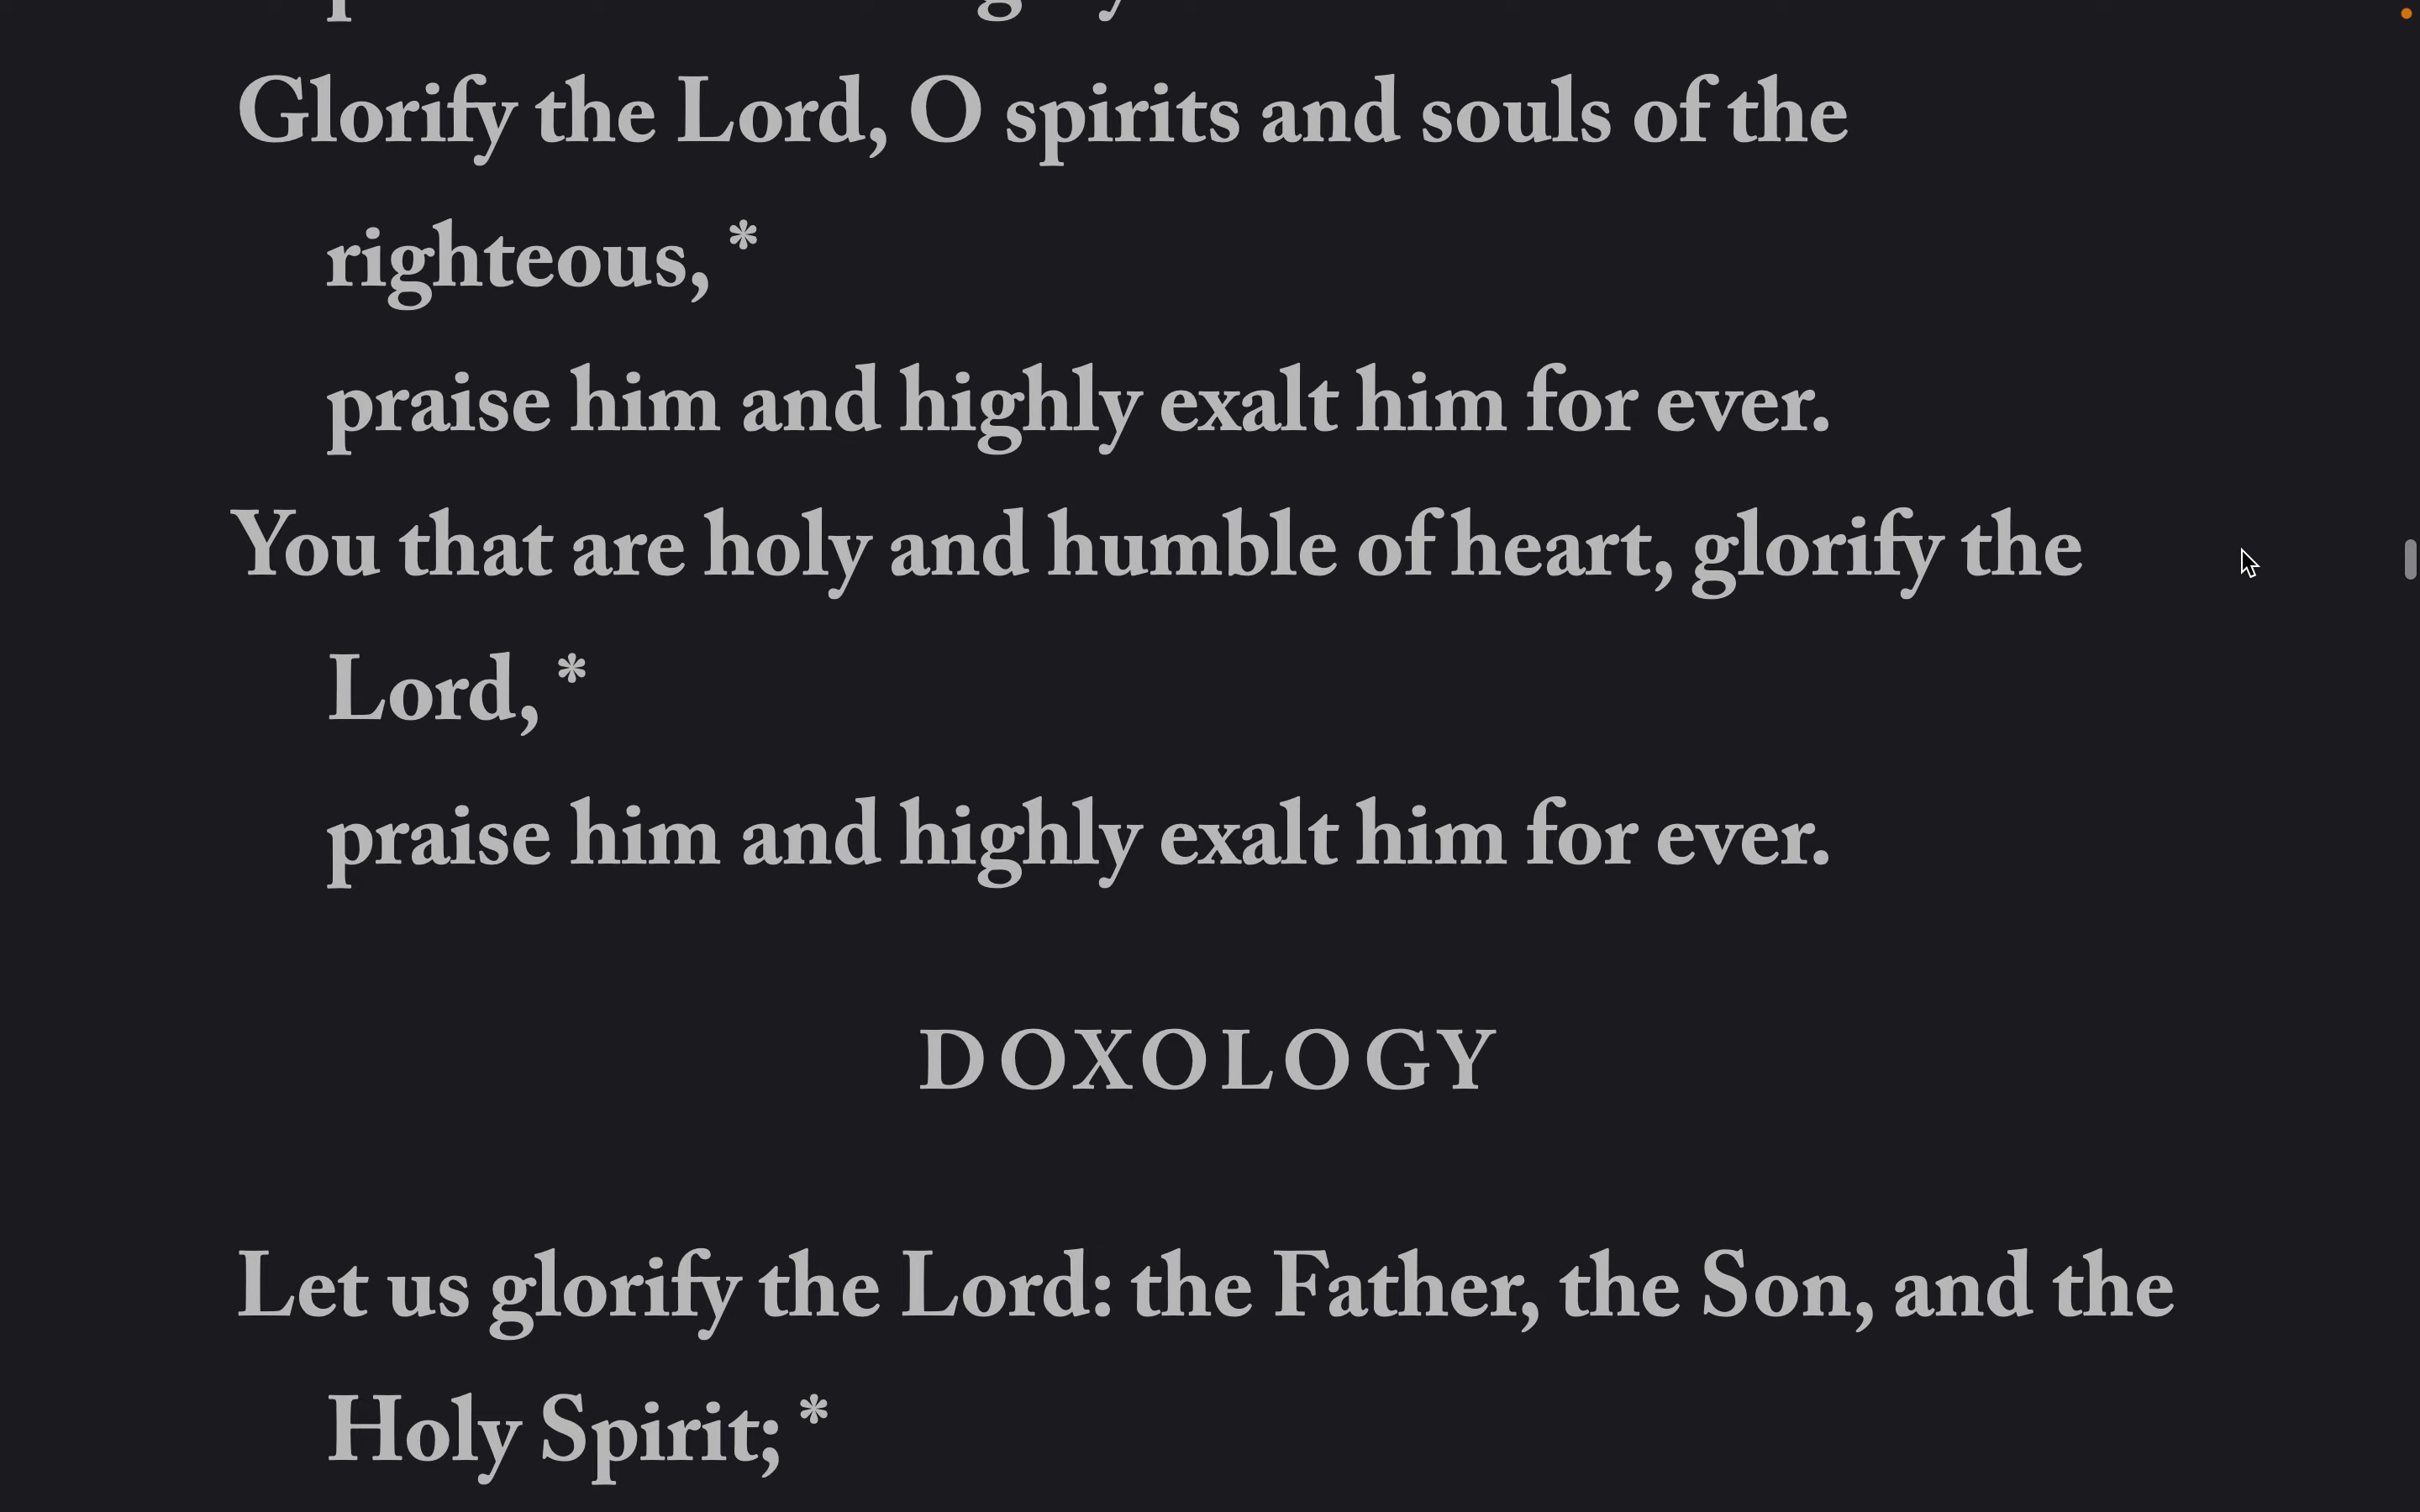 Glorify the Lord, O spirits and souls of the
righteous, *
praise him and highly exalt him for ever.
You that are holy and humble of heart, glorify the
Lord, *
praise him and highly exalt him for ever.
DOXOLOGY
Let us glorify the Lord: the Father, the Son, and the
Holy Spirit; *